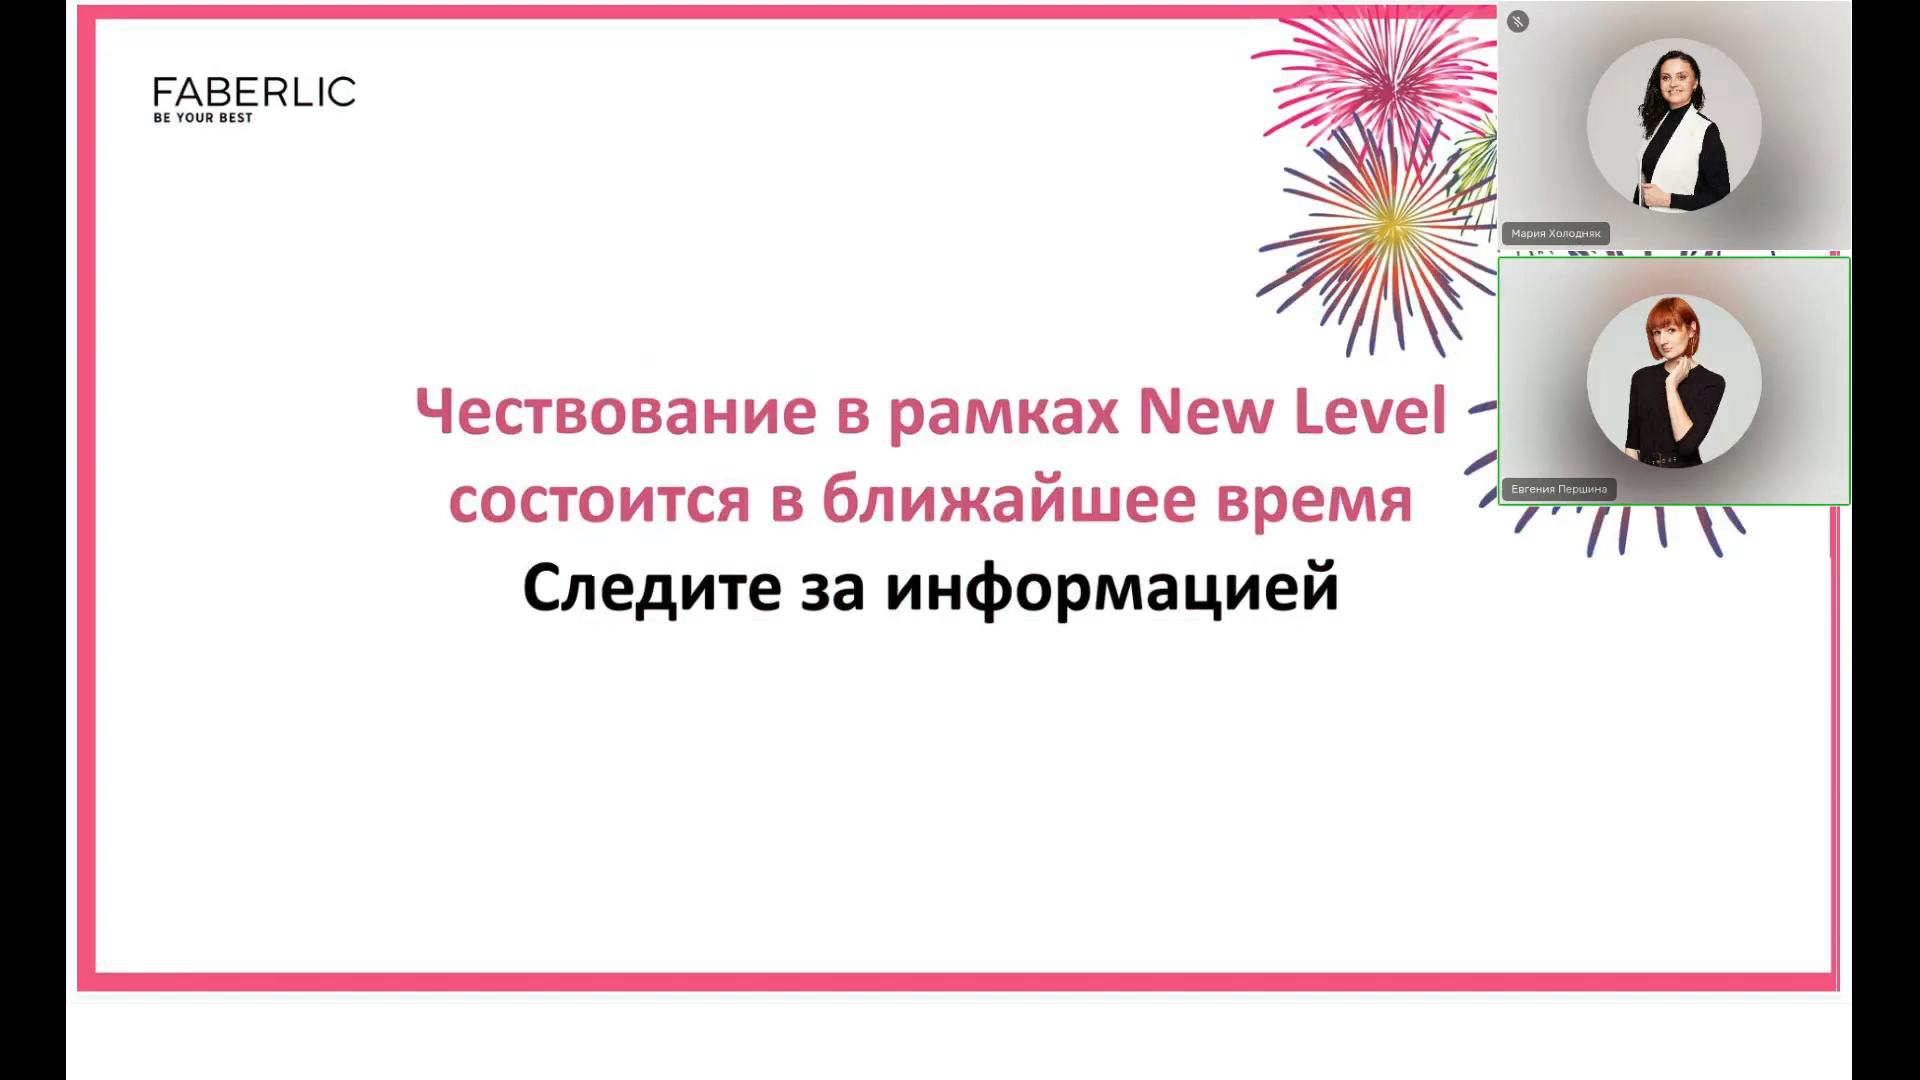 FABERLIC
BE YOUR BEST
Мария Холодняк
Чествование в рамках New Level
состоится в ближайшее время
Следите за информацией
Евгения Першина